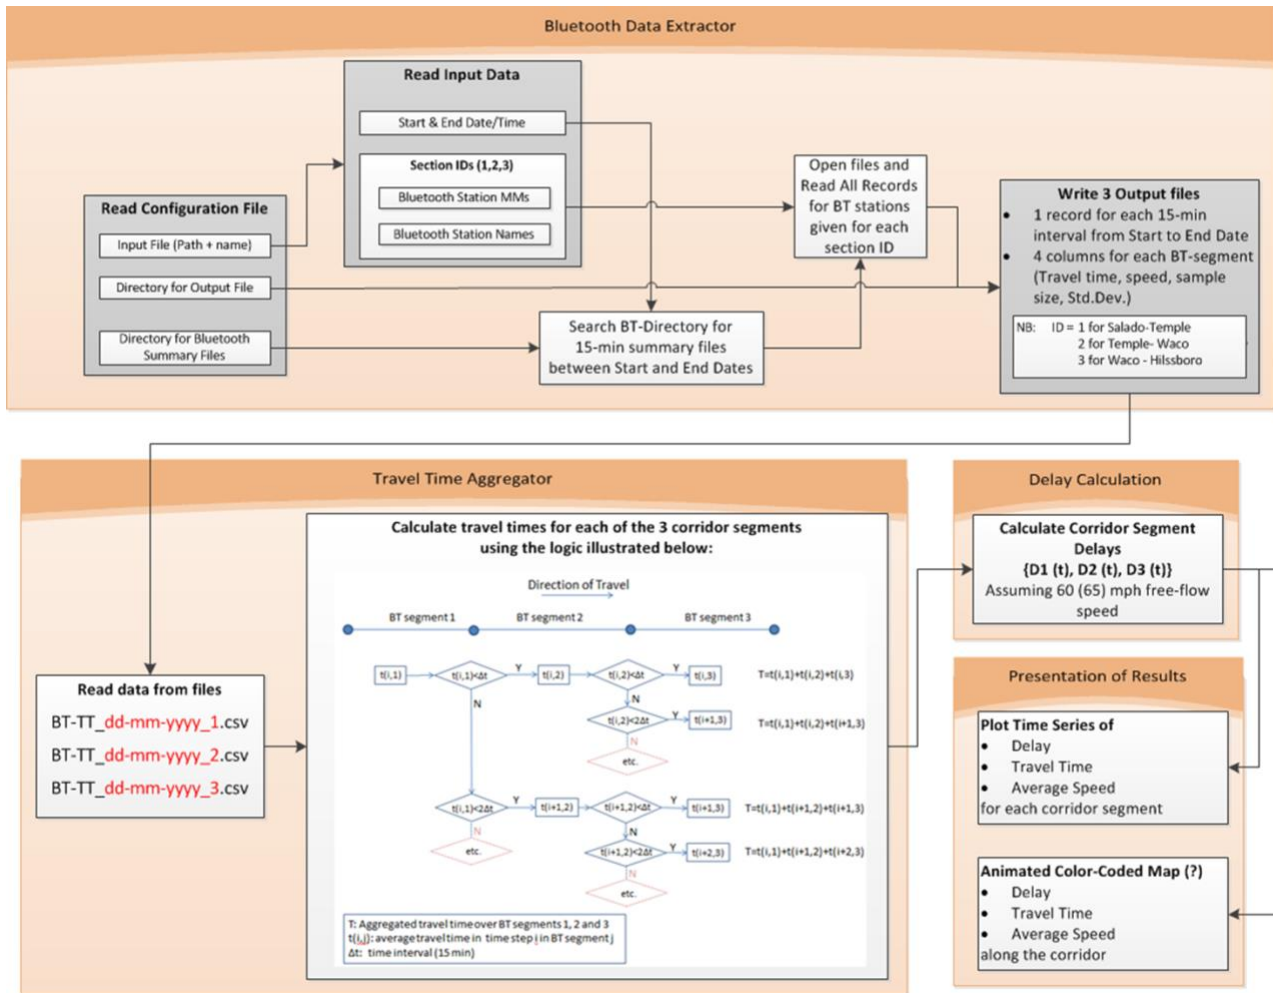 Bluetooth Data Extractor
Read Configuration File
Input File (Path + name)
Directory for Output File
Directory for Bluetooth
Summary Files
Read Input Data
Start & End Date/Time
Section IDs (1,2,3)
Bluetooth Station MMs
Bluetooth Station Names
Search BT-Directory for
15-min summary files
between Start and End Dates
Open files and
Read All Records
for BT stations
given for each
section ID
Write 3 Output files
• 1 record for each 15-min
interval from Start to End Date
• 4 columns for each BT-segment
(Travel time, speed, sample
size, Std.Dev.)
NB: ID = 1 for Salado-Temple
2 for Temple- Waco
3 for Waco - Hilssboro
Travel Time Aggregator
Read data from files
BT-TT_dd-mm-yyyy_1.csv
BT-TT_dd-mm-yyyy_2.csv
BT-TT_dd-mm-yyyy_3.csv
Calculate travel times for each of the 3 corridor segments
using the logic illustrated below:
Direction of Travel
BT segment 1 BT segment 2 BT segment 3
t(i,1) t(i,1)<Δt Y t(i,2) t(i,2)<Δt Y t(i,3) T=t(i,1)+t(i,2)+t(i,3)
N N
t(i,2)<2Δt Y t(i+1,3) T=t(i,1)+t(i,2)+t(i+1,3)
N
etc.
t(i,1)<2Δt Y t(i+1,2) t(i+1,2)<Δt Y t(i+1,3) T=t(i,1)+t(i+1,2)+t(i+1,3)
N N
etc. t(i+1,2)<2Δt Y t(i+2,3) T=t(i,1)+t(i+1,2)+t(i+2,3)
N
etc.
T: Aggregated travel time over BT segments 1, 2 and 3
t(i,j): average travel time in time step i in BT segment j
Δt: time interval (15 min)
Delay Calculation
Calculate Corridor Segment
Delays
{D1 (t), D2 (t), D3 (t)}
Assuming 60 (65) mph free-flow
speed
Presentation of Results
Plot Time Series of
• Delay
• Travel Time
• Average Speed
for each corridor segment
Animated Color-Coded Map (?)
• Delay
• Travel Time
• Average Speed
along the corridor